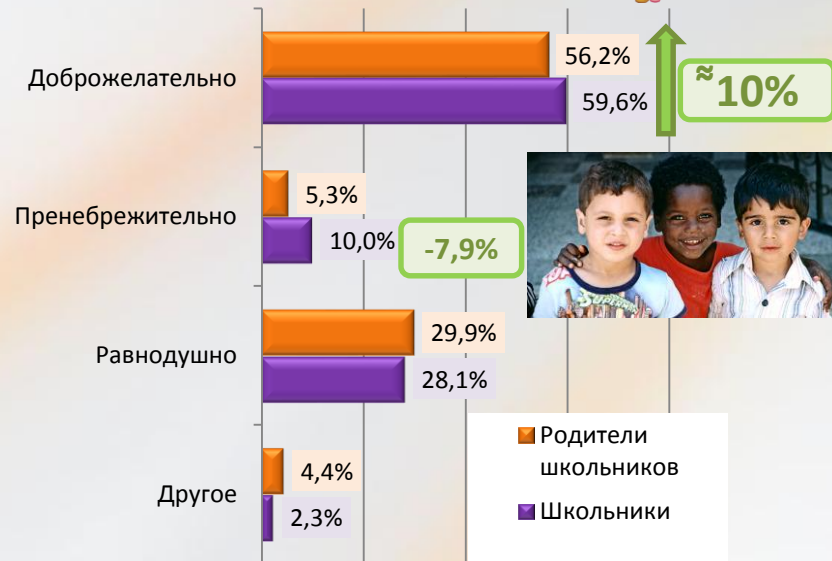 Доброжелательно
56,2%
59,6%
≈10%
Пренебрежительно
5,3%
10,0%
-7,9%
Равнодушно
29,9%
28,1%
Другое
4,4%
2,3%
Родители
школьников
Школьники